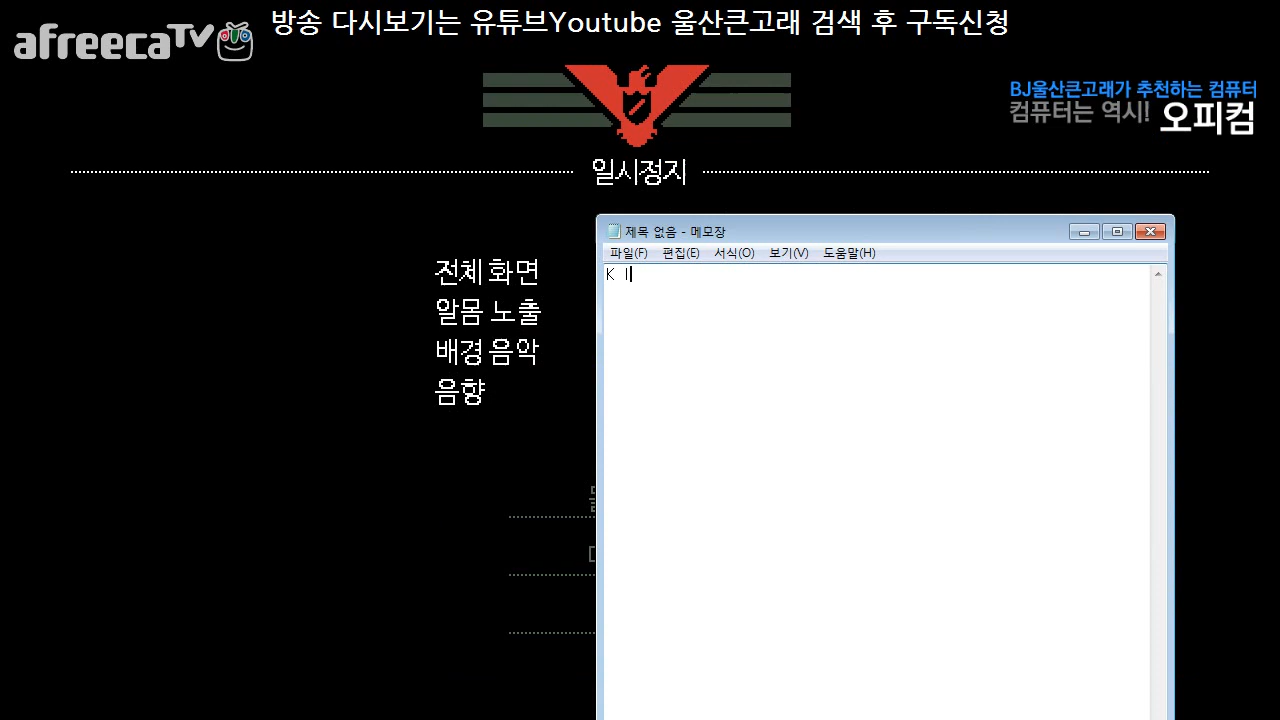 afreecaTV
방송 다시보기는 유튜브Youtube 울산큰고래 검색 후 구독신청
BJ울산큰고래가 추천하는 컴퓨터
컴퓨터는 역시! 오피컴
일시정지
제목 없음 - 메모장
파일(F) 편집(E) 서식(O) 보기(V) 도움말(H)
K I
전체 화면
알몸 노출
배경 음악
음향